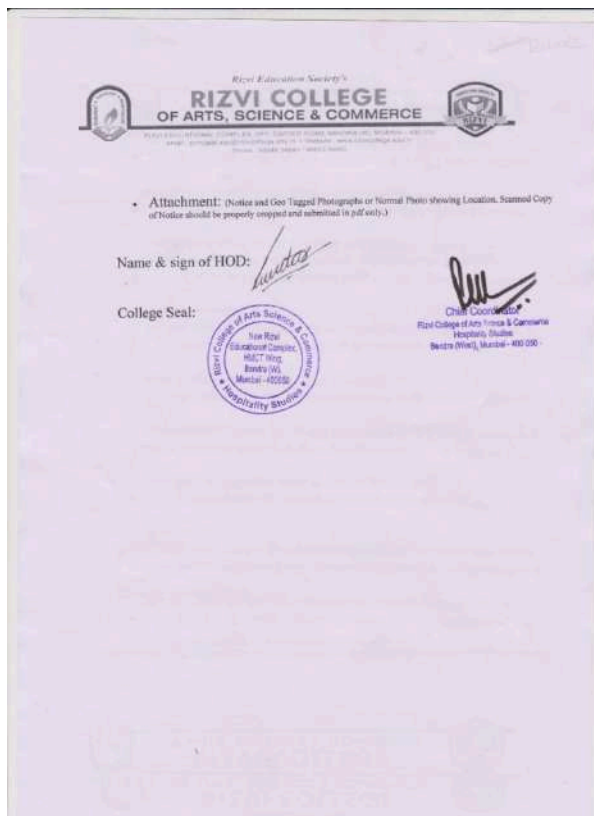 Rizvi Education Society's
RIZVI COLLEGE
OF ARTS, SCIENCE & COMMERCE
RIZVI
• Attachment: (Notice and Geo Tagged Photographs or Normal Photo showing Location. Scanned Copy
of Notice should be properly cropped and submitted in pdf only.)
Name & sign of HOD:
College Seal:
Rizvi College of Arts Science & Commerce
New Rizvi
Educational Complex,
HMCT Wing,
Bandra (W),
Mumbai - 400050
★ Hospitality Studies ★
Chief Coordinator
Rizvi College of Arts Science & Commerce
Hospitality Studies
Bandra (West), Mumbai - 400 050